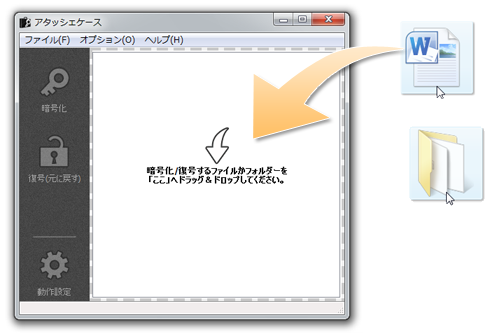 アタッシェケース
ファイル(F) オプション(O) ヘルプ(H)
W
暗号化
復号(元に戻す)
暗号化/復号するファイルかフォルダーを
「ここ」へドラッグ＆ドロップしてください。
動作設定